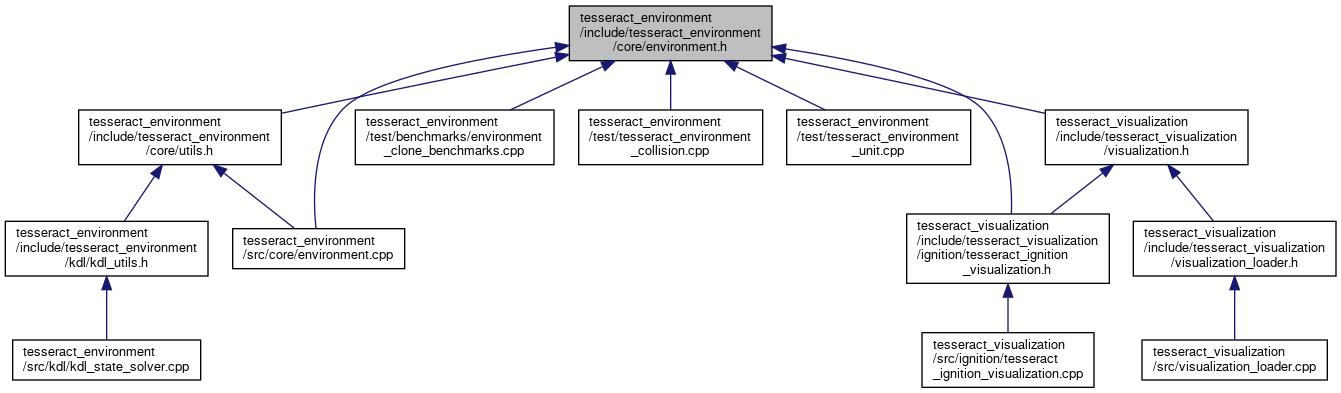 tesseract_environment
/include/tesseract_environment
/core/environment.h
tesseract_environment
/include/tesseract_environment
/core/utils.h
tesseract_environment
/test/benchmarks/environment
_clone_benchmarks.cpp
tesseract_environment
/test/tesseract_environment
_collision.cpp
tesseract_environment
/test/tesseract_environment
_unit.cpp
tesseract_visualization
/include/tesseract_visualization
/visualization.h
tesseract_environment
/include/tesseract_environment
/kdl/kdl_utils.h
tesseract_environment
/src/core/environment.cpp
tesseract_visualization
/include/tesseract_visualization
/ignition/tesseract_ignition
_visualization.h
tesseract_visualization
/include/tesseract_visualization
/visualization_loader.h
tesseract_environment
/src/kdl/kdl_state_solver.cpp
tesseract_visualization
/src/ignition/tesseract
_ignition_visualization.cpp
tesseract_visualization
/src/visualization_loader.cpp